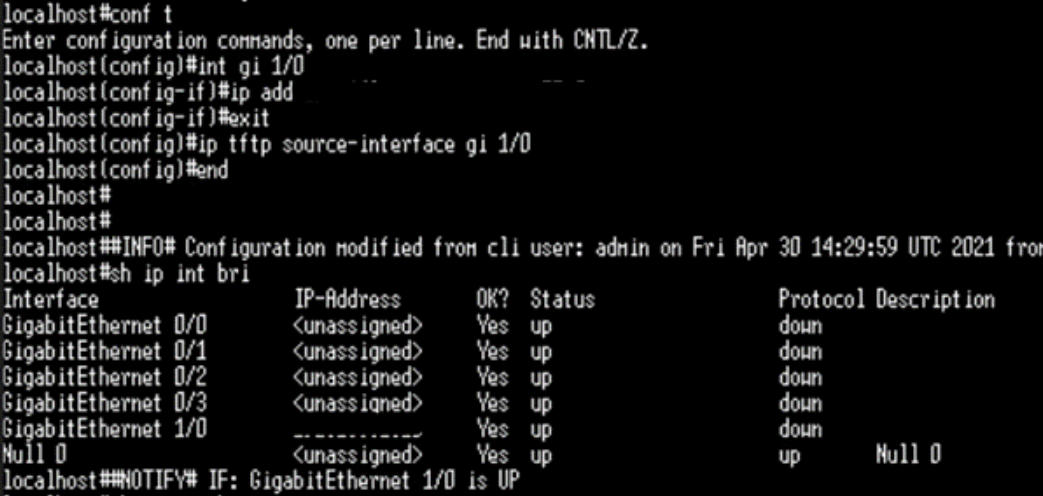 localhost#conf t
Enter configuration commands, one per line. End with CNTL/Z.
localhost(config)#int gi 1/0
localhost(config-if)#ip add
localhost(config-if)#exit
localhost(config)#ip tftp source-interface gi 1/0
localhost(config)#end
localhost#
localhost#
localhost##INFO# Configuration modified from cli user: admin on Fri Apr 30 14:29:59 UTC 2021 from
localhost#sh ip int bri
Interface IP-Address OK? Status Protocol Description
GigabitEthernet 0/0 <unassigned> Yes up down
GigabitEthernet 0/1 <unassigned> Yes up down
GigabitEthernet 0/2 <unassigned> Yes up down
GigabitEthernet 0/3 <unassigned> Yes up down
GigabitEthernet 1/0 Yes up down
Null 0 <unassigned> Yes up up Null 0
localhost##NOTIFY# IF: GigabitEthernet 1/0 is UP